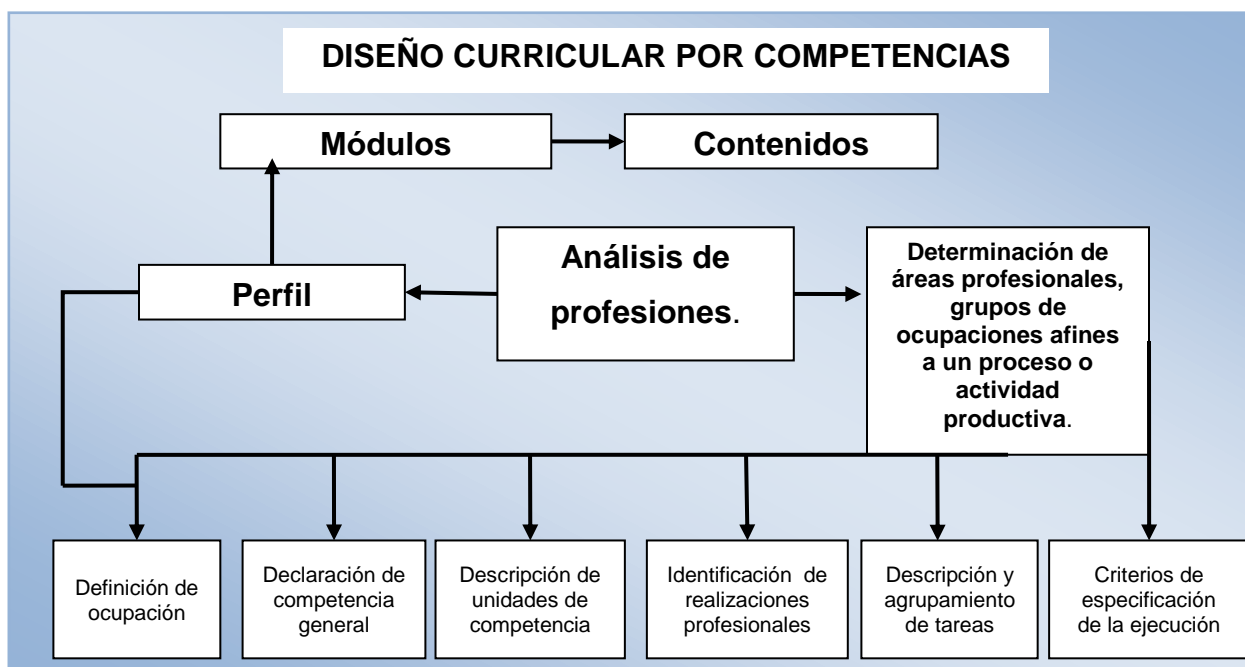 DISEÑO CURRICULAR POR COMPETENCIAS
Módulos
Contenidos
Análisis de
profesiones.
Determinación de
áreas profesionales,
grupos de
ocupaciones afines
a un proceso o
actividad
productiva.
Perfil
Definición de
ocupación
Declaración de
competencia
general
Descripción de
unidades de
competencia
Identificación de
realizaciones
profesionales
Descripción y
agrupamiento
de tareas
Criterios de
especificación
de la ejecución